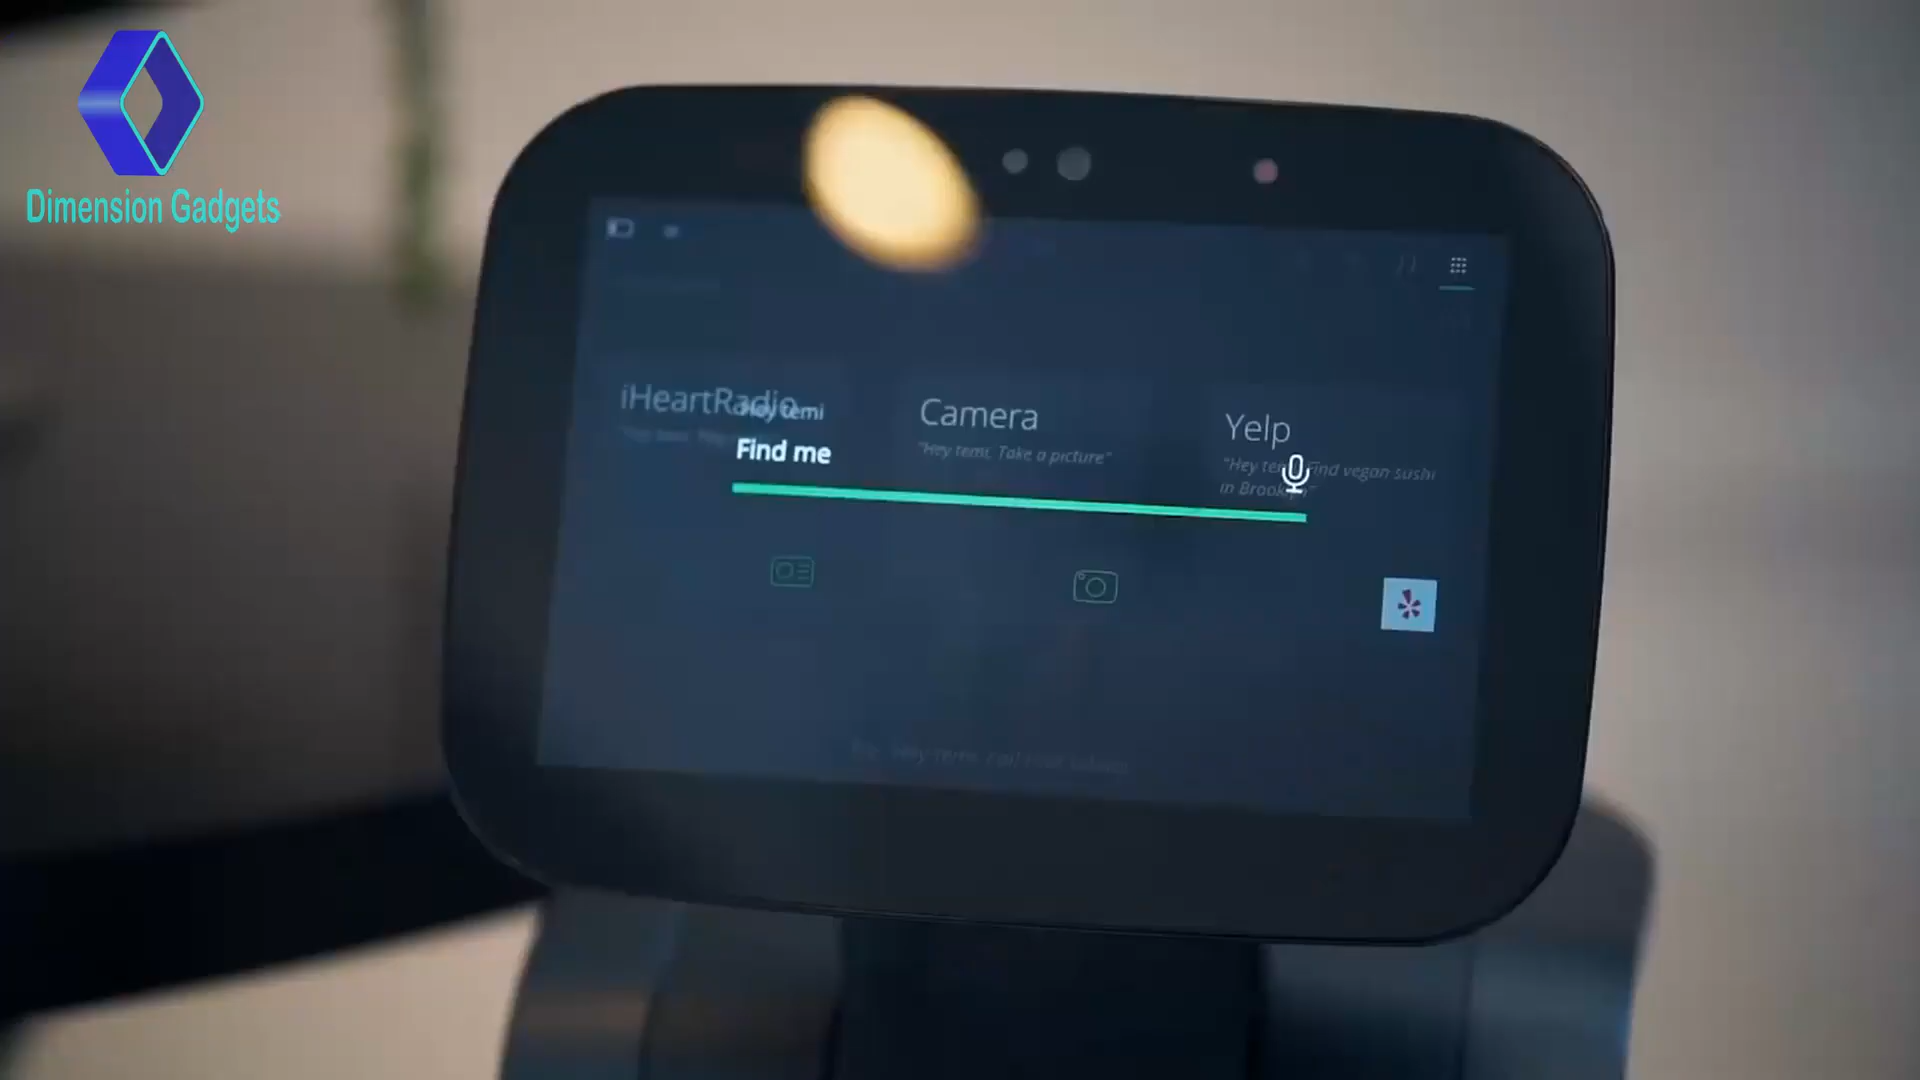 Dimension Gadgets
iHeartRadio
Hey temi
Find me
Camera
"Hey temi, Take a picture"
Yelp
"Hey temi, Find vegan sushi
in Brooklyn"